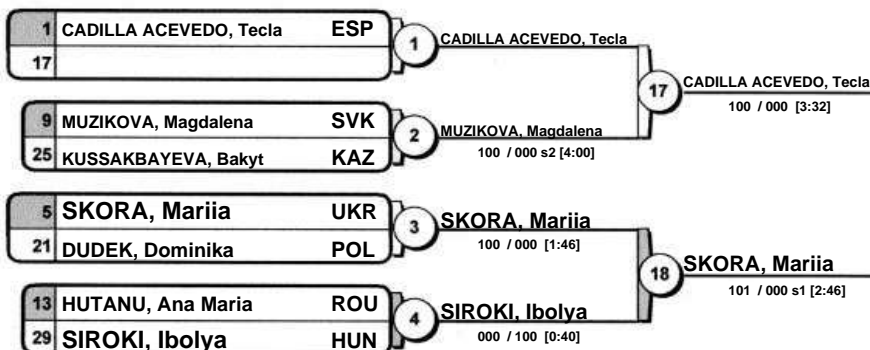 1 CADILLA ACEVEDO, Tecla ESP
17
1 CADILLA ACEVEDO, Tecla
9 MUZIKOVA, Magdalena SVK
25 KUSSAKBAYEVA, Bakyt KAZ
2 MUZIKOVA, Magdalena
100 / 000 s2 [4:00]
17 CADILLA ACEVEDO, Tecla
100 / 000 [3:32]
5 SKORA, Mariia UKR
21 DUDEK, Dominika POL
3 SKORA, Mariia
100 / 000 [1:46]
13 HUTANU, Ana Maria ROU
29 SIROKI, Ibolya HUN
4 SIROKI, Ibolya
000 / 100 [0:40]
18 SKORA, Mariia
101 / 000 s1 [2:46]